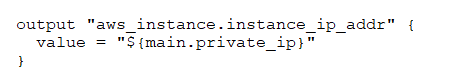 output "aws_instance.instance_ip_addr" {
  value = "${main.private_ip}"
}